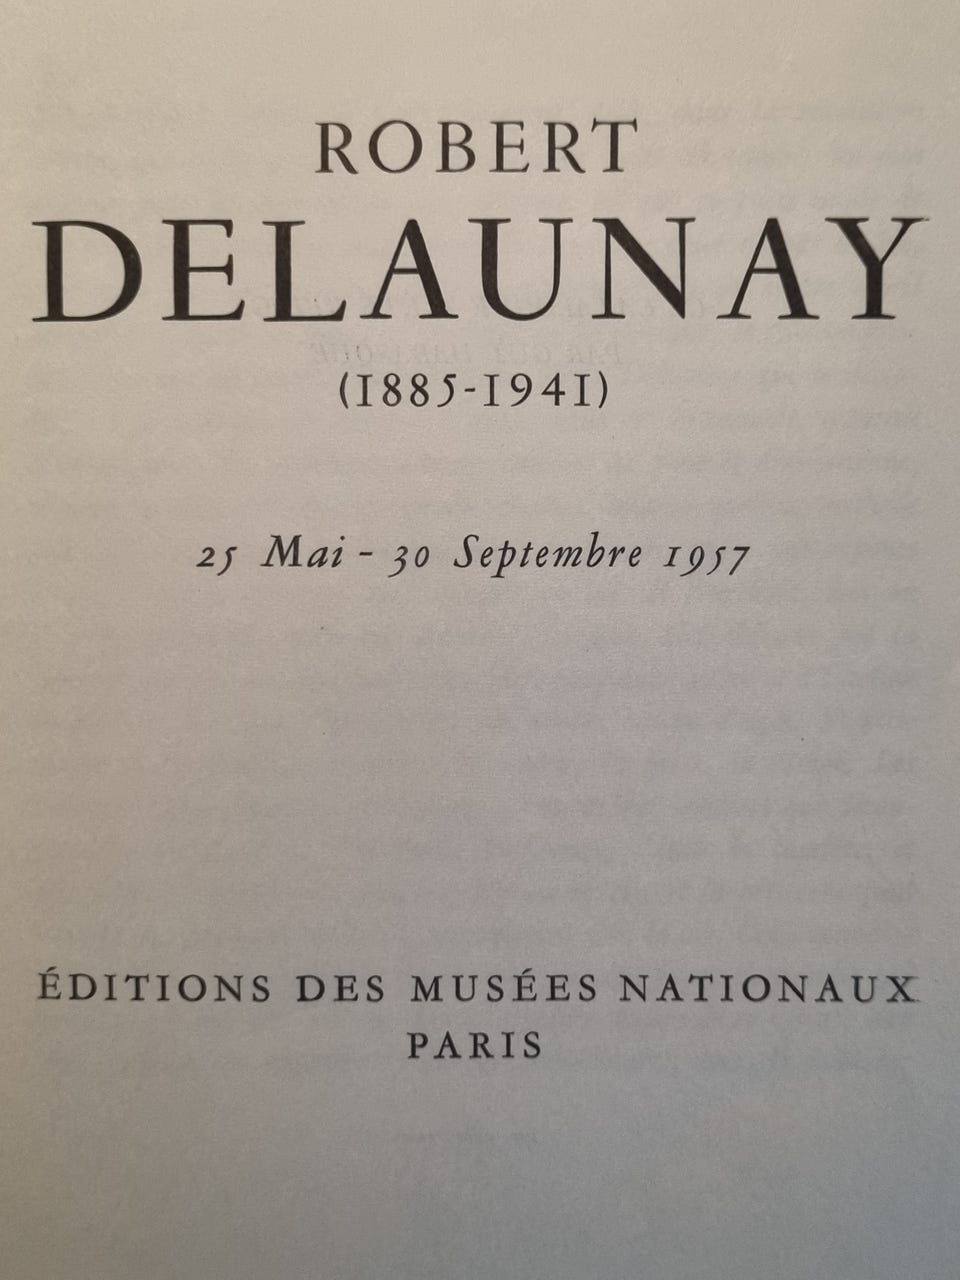 ROBERT
DELAUNAY
(1885-1941)
25 Mai - 30 Septembre 1957
ÉDITIONS DES MUSÉES NATIONAUX
PARIS